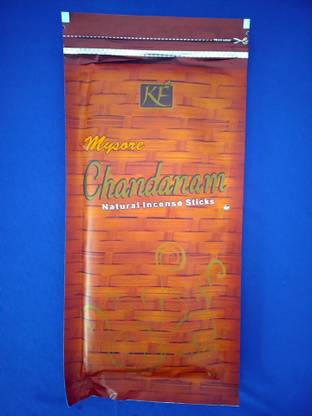 KE
Mysore
Chandanam
Natural Incense Sticks